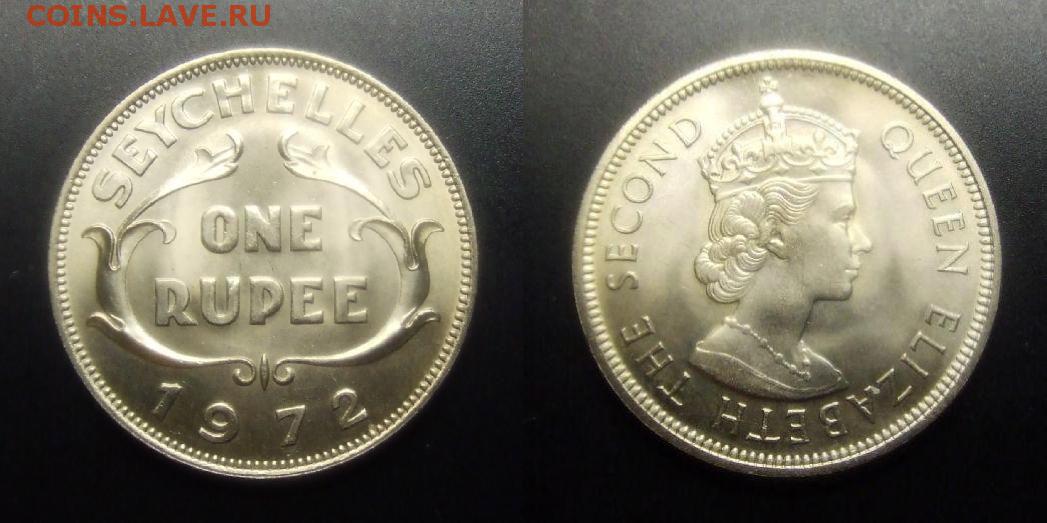 COINS.LAVE.RU
SEYCHELLES
ONE
RUPEE
1972
QUEEN ELIZABETH THE SECOND